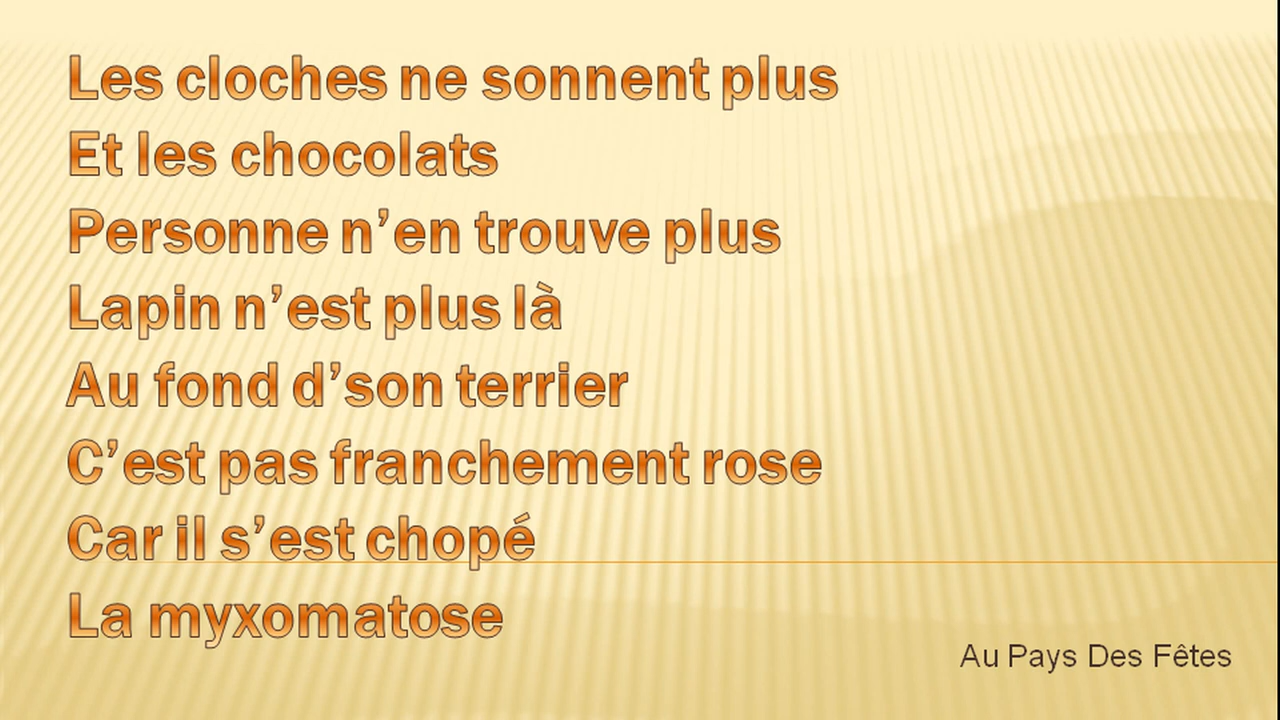 Les cloches ne sonnent plus
Et les chocolats
Personne n’en trouve plus
Lapin n’est plus là
Au fond d’son terrier
C’est pas franchement rose
Car il s’est chopé
La myxomatose
Au Pays Des Fêtes